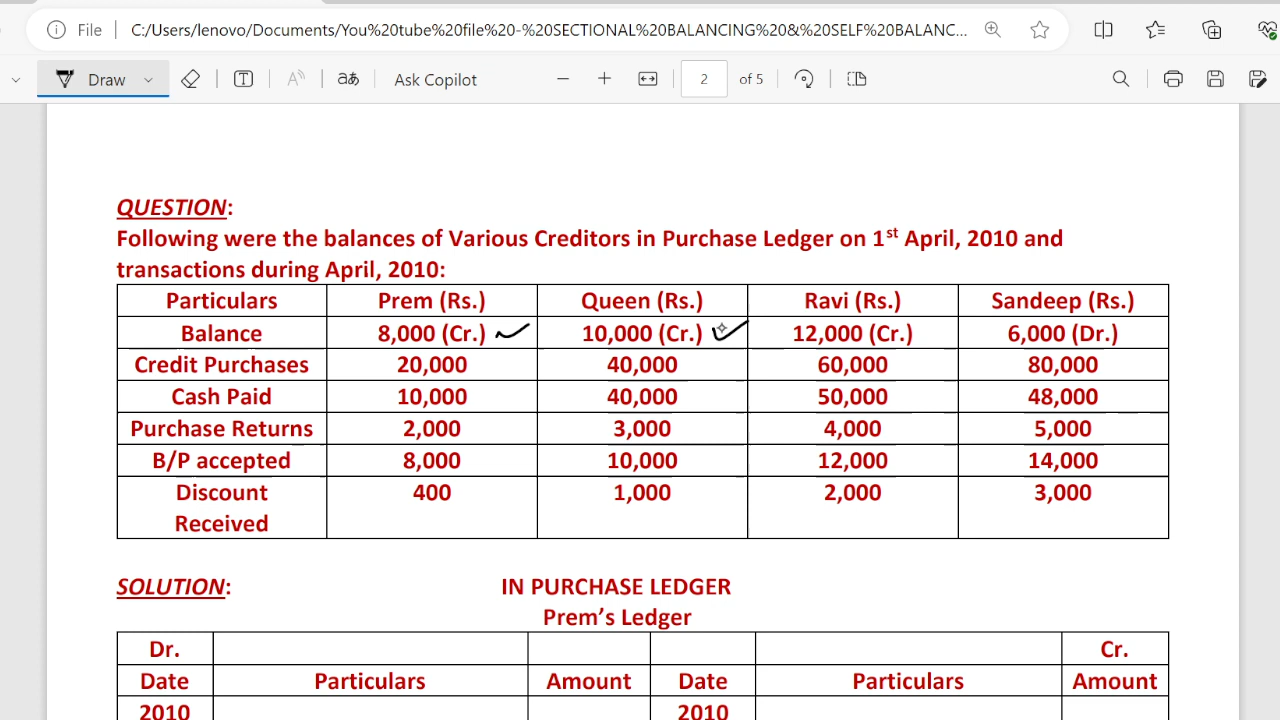 File C:/Users/lenovo/Documents/You%20tube%20file%20-%20SECTIONAL%20BALANCING%20&%20SELF%20BALANC...
Draw Ask Copilot 2 of 5
QUESTION:
Following were the balances of Various Creditors in Purchase Ledger on 1st April, 2010 and
transactions during April, 2010:
Particulars Prem (Rs.) Queen (Rs.) Ravi (Rs.) Sandeep (Rs.)
Balance 8,000 (Cr.) 10,000 (Cr.) 12,000 (Cr.) 6,000 (Dr.)
Credit Purchases 20,000 40,000 60,000 80,000
Cash Paid 10,000 40,000 50,000 48,000
Purchase Returns 2,000 3,000 4,000 5,000
B/P accepted 8,000 10,000 12,000 14,000
Discount 400 1,000 2,000 3,000
Received
SOLUTION: IN PURCHASE LEDGER
Prem's Ledger
Dr. Cr.
Date Particulars Amount Date Particulars Amount
2010 2010